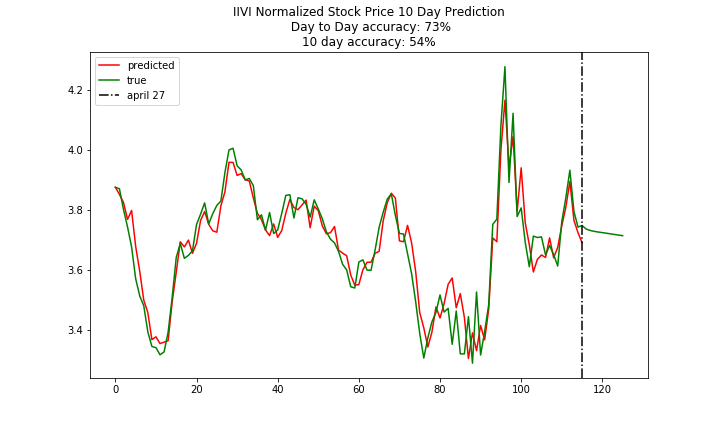 IIVI Normalized Stock Price 10 Day Prediction
Day to Day accuracy: 73%
10 day accuracy: 54%
predicted
true
april 27
4.2
4.0
3.8
3.6
3.4
0 20 40 60 80 100 120